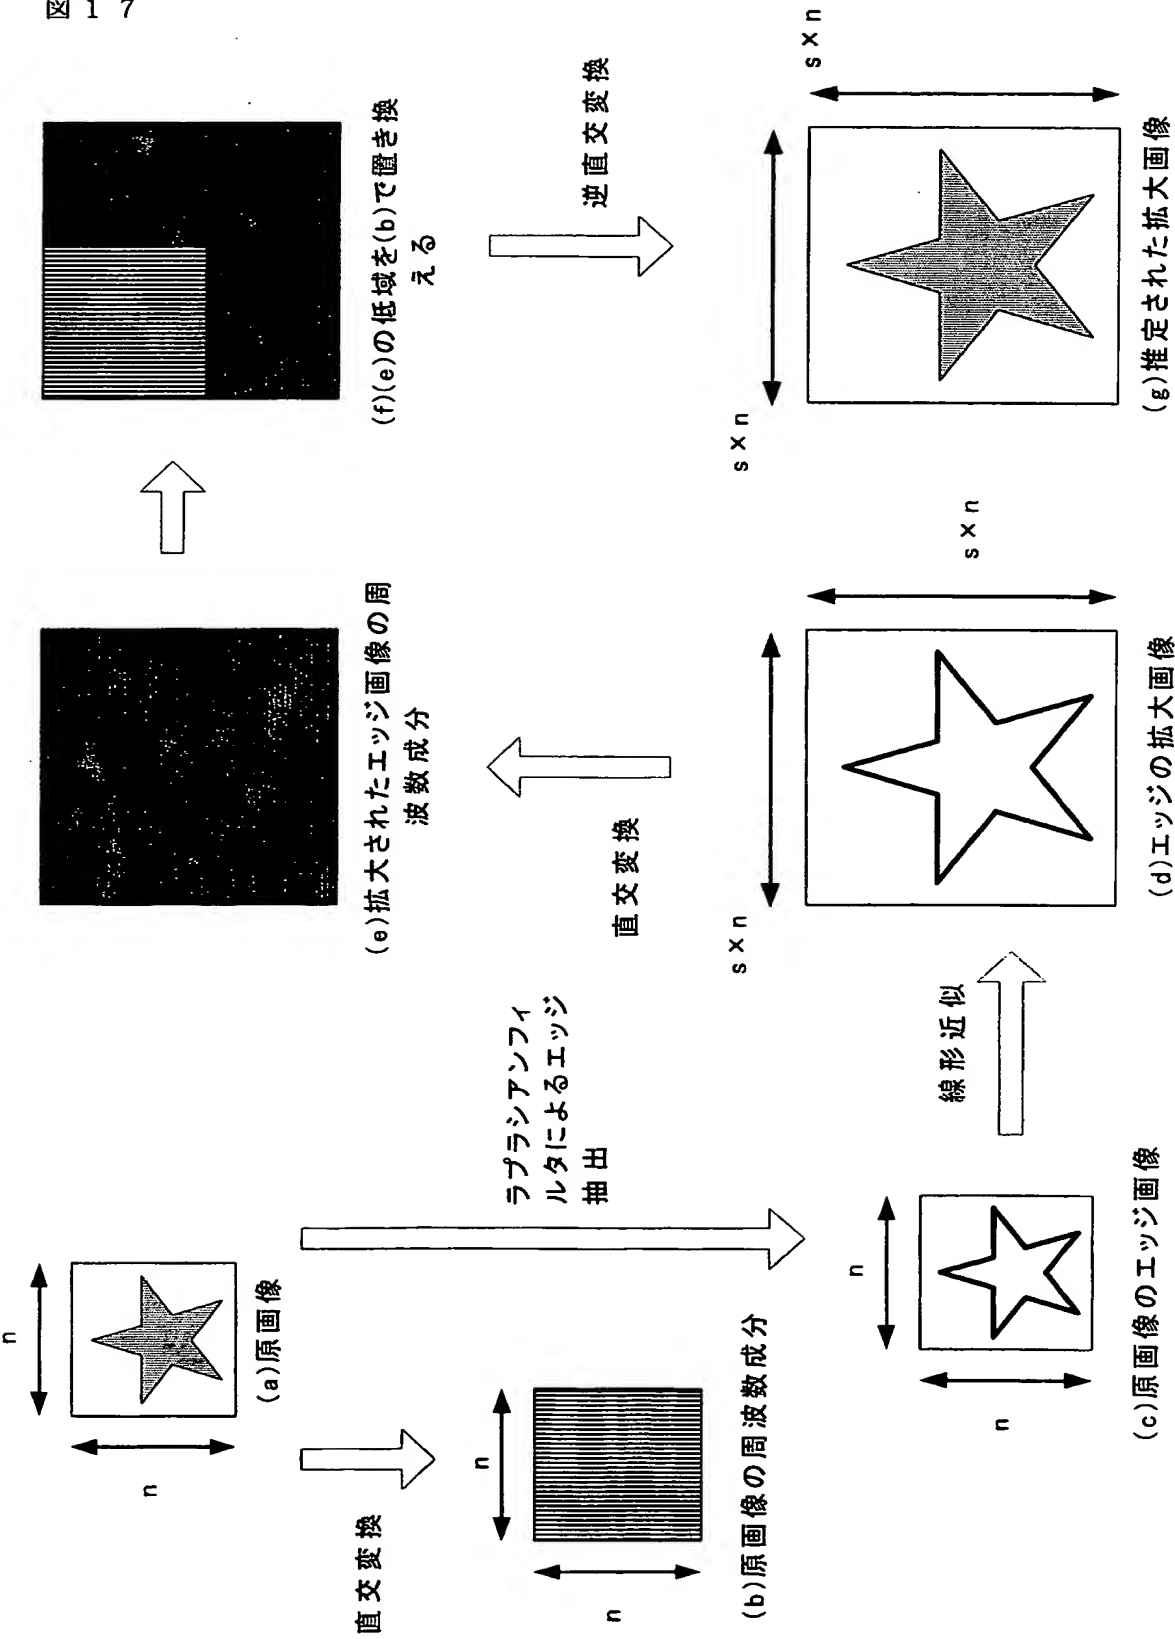 図１７
n
n
(a)原画像
直交変換
n
n
(b)原画像の周波数成分
ラプラシアンフィ
ルタによるエッジ
抽出
n
n
(c)原画像のエッジ画像
線形近似
s×n
s×n
(d)エッジの拡大画像
直交変換
(e)拡大されたエッジ画像の周
波数成分
(f)(e)の低域を(b)で置き換
える
逆直交変換
s×n
s×n
(g)推定された拡大画像